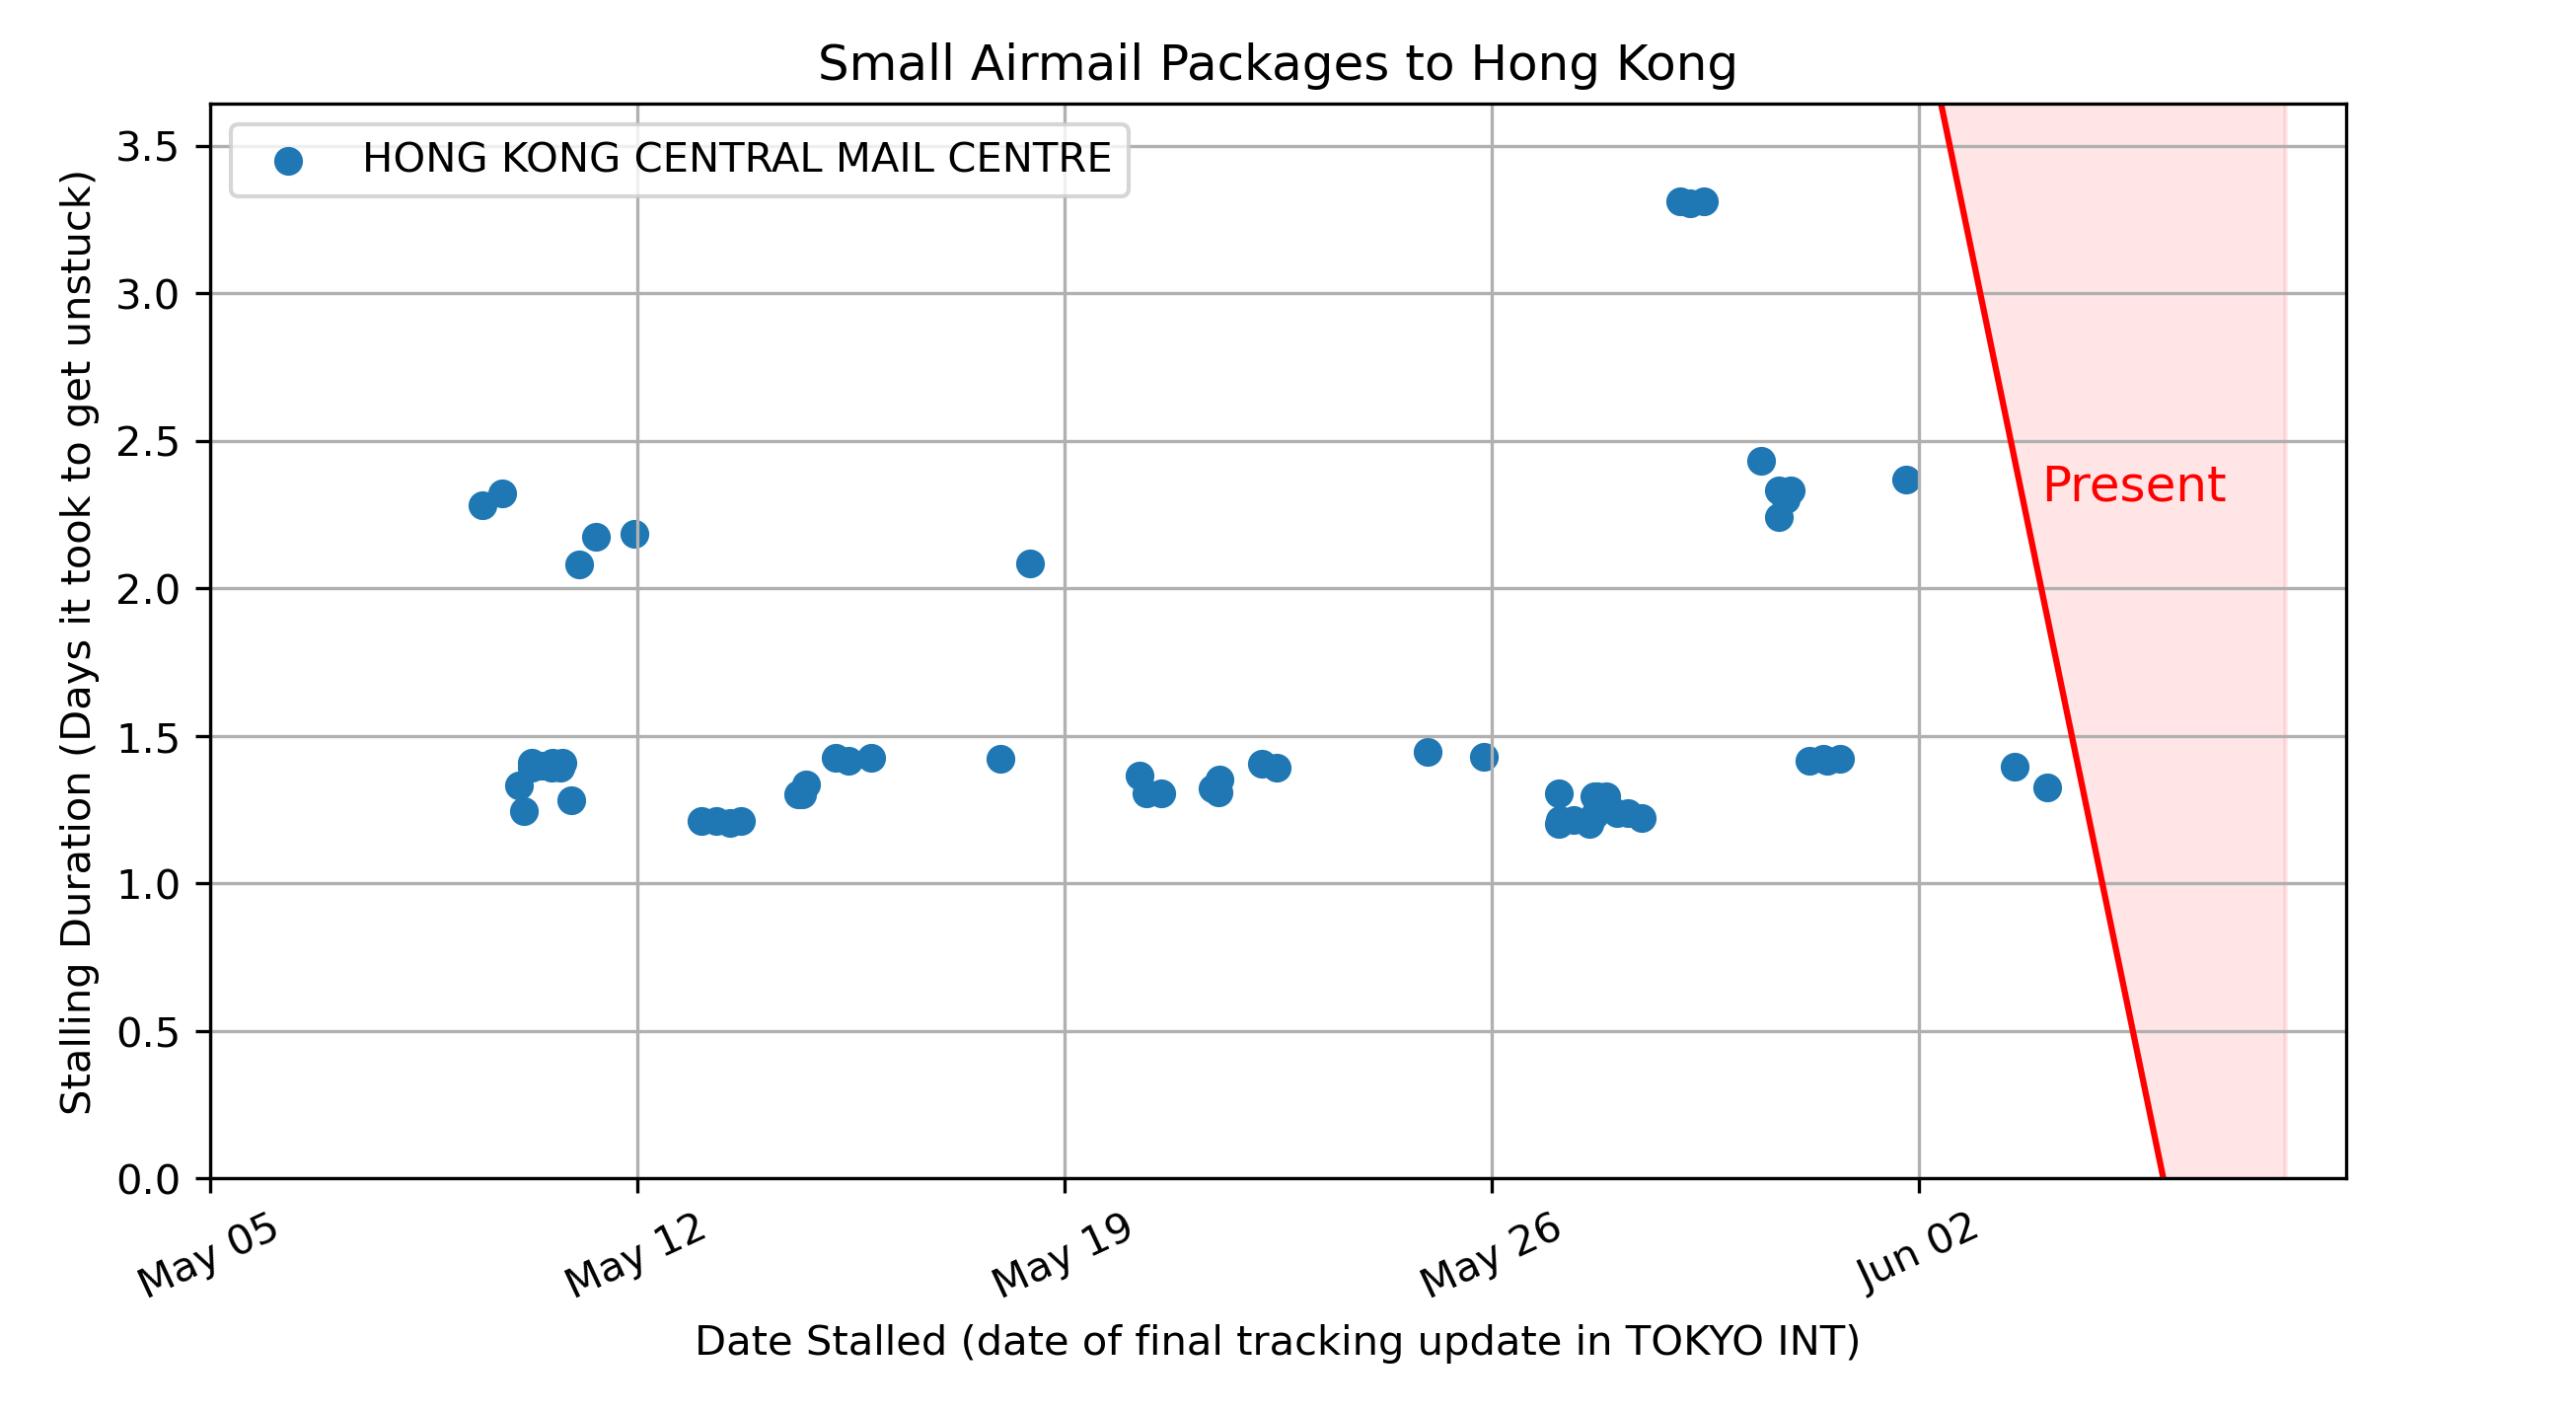 Small Airmail Packages to Hong Kong
HONG KONG CENTRAL MAIL CENTRE
Stalling Duration (Days it took to get unstuck)
3.5
3.0
2.5
2.0
1.5
1.0
0.5
0.0
Present
May 05
May 12
May 19
May 26
Jun 02
Date Stalled (date of final tracking update in TOKYO INT)